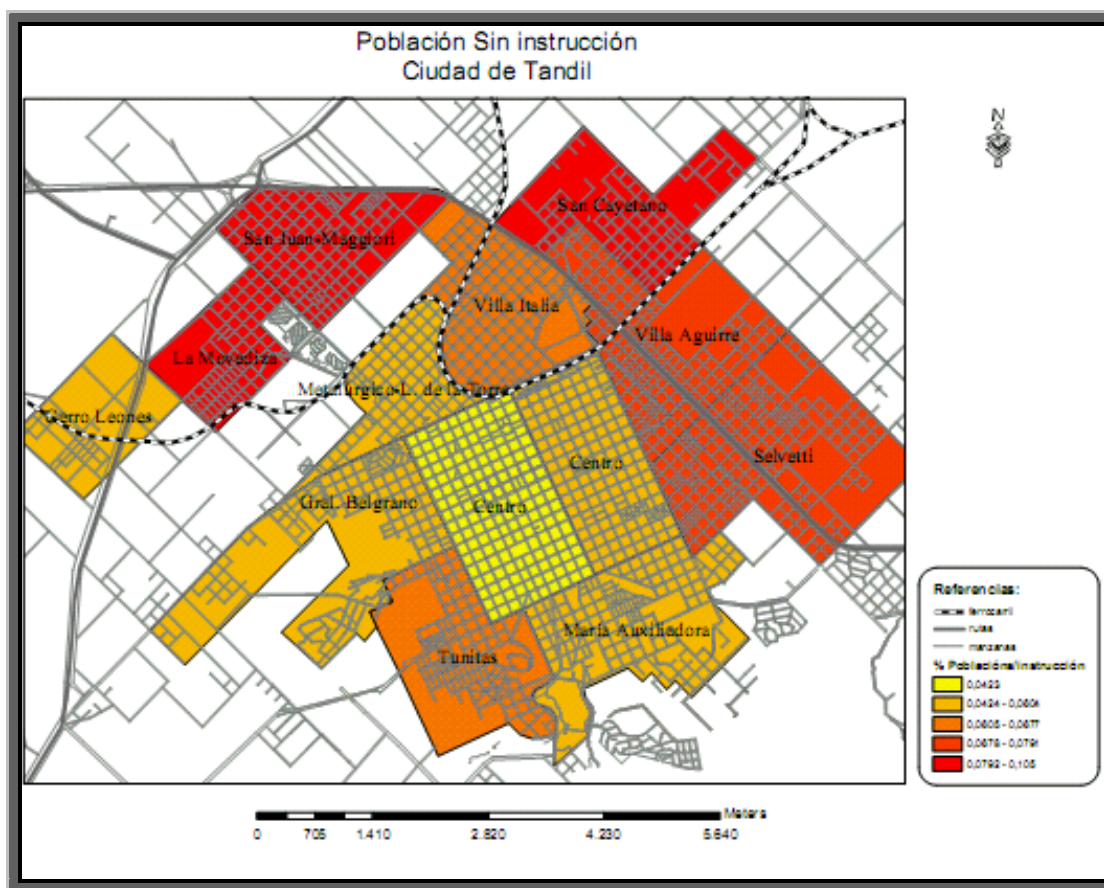 Población Sin instrucción
Ciudad de Tandil
N
San Cayetano
San Juan-Maggiori
Villa Italia
Villa Aguirre
La Movediza
Metalúrgico-L. de la Torre
Cerro Leones
Centro
Selvetti
Gral. Belgrano
Centro
María Auxiliadora
Tunitas
Referencias:
ferrocarril
rutas
manzanas
% Poblacións/instrucción
0,0423
0,0424 - 0,0604
0,0605 - 0,0677
0,0678 - 0,0791
0,0792 - 0,105
Meters
0 705 1.410 2.820 4.230 5.640